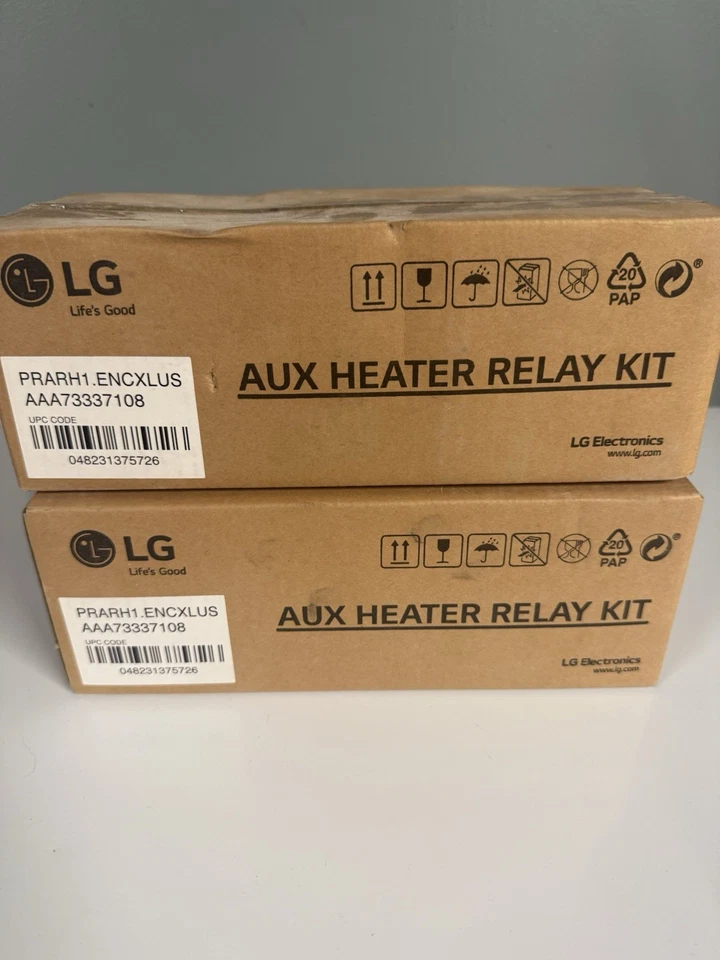 LG
Life's Good
20
PAP
®
PRARH1.ENCXLUS
AAA73337108
UPC CODE
048231375726
AUX HEATER RELAY KIT
LG Electronics
www.lg.com
LG
Life's Good
20
PAP
®
PRARH1.ENCXLUS
AAA73337108
UPC CODE
048231375726
AUX HEATER RELAY KIT
LG Electronics
www.lg.com